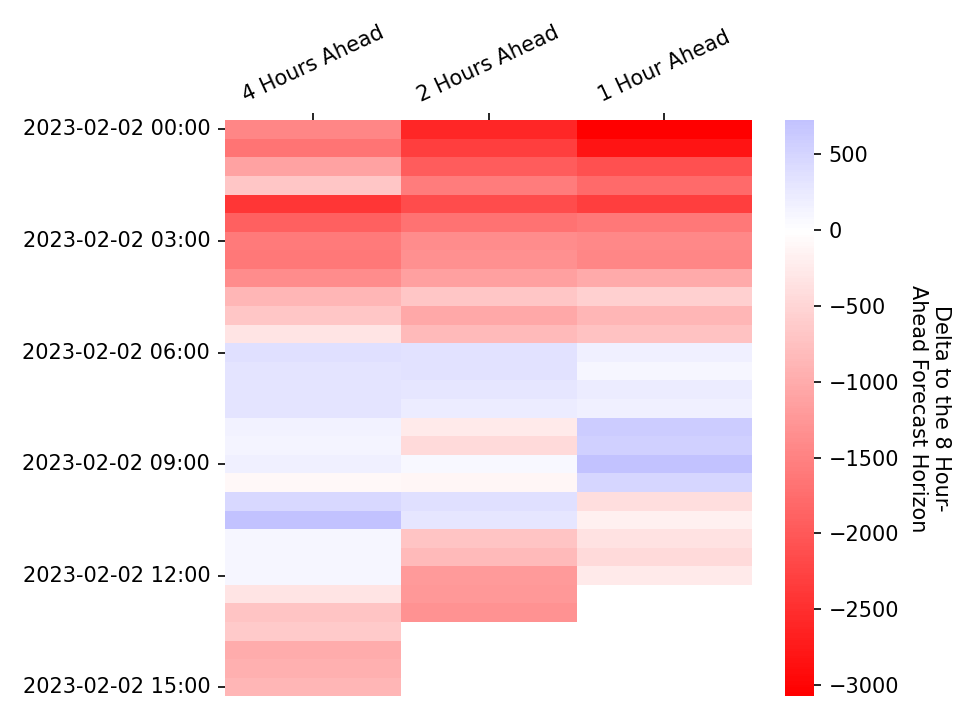 4 Hours Ahead
2 Hours Ahead
1 Hour Ahead
2023-02-02 00:00
2023-02-02 03:00
2023-02-02 06:00
2023-02-02 09:00
2023-02-02 12:00
2023-02-02 15:00
500
0
−500
−1000
−1500
−2000
−2500
−3000
Delta to the 8 Hour-
Ahead Forecast Horizon